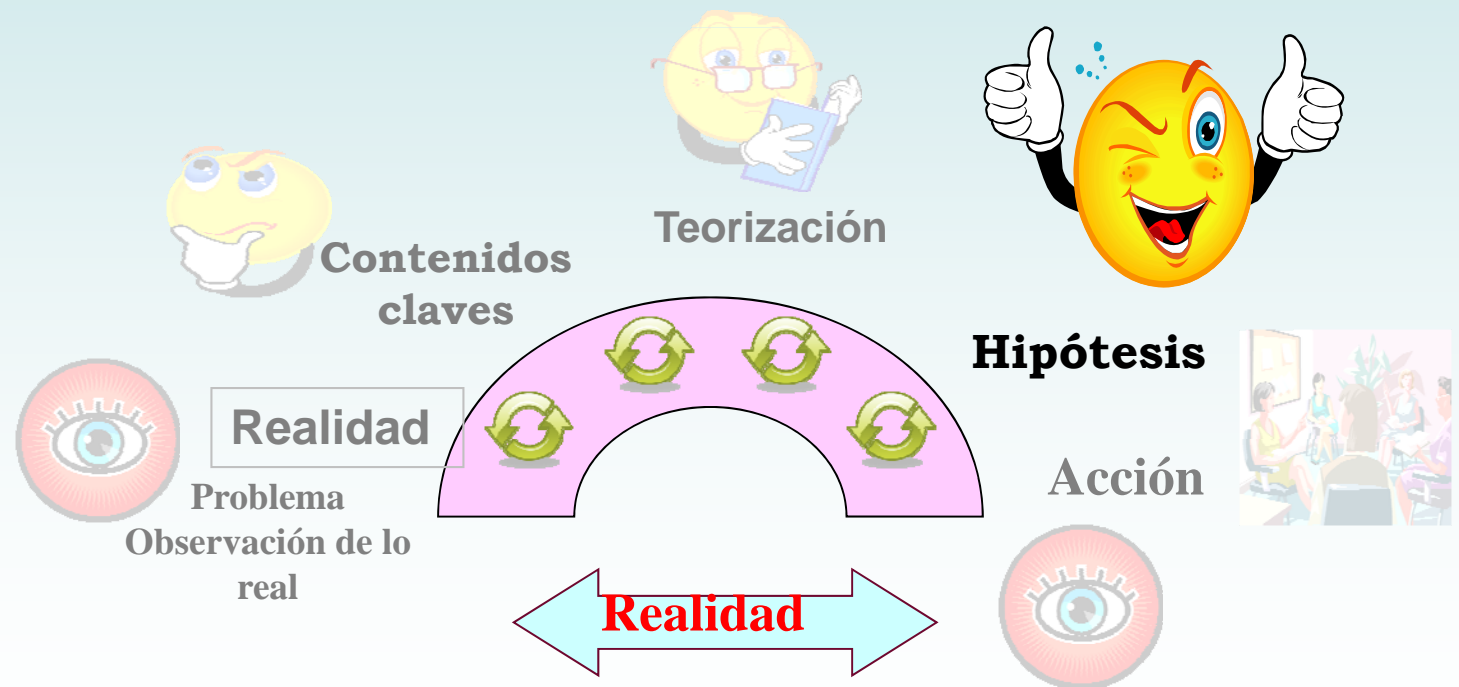 Teorización
Contenidos
claves
Hipótesis
Realidad
Acción
Problema
Observación de lo
real
Realidad